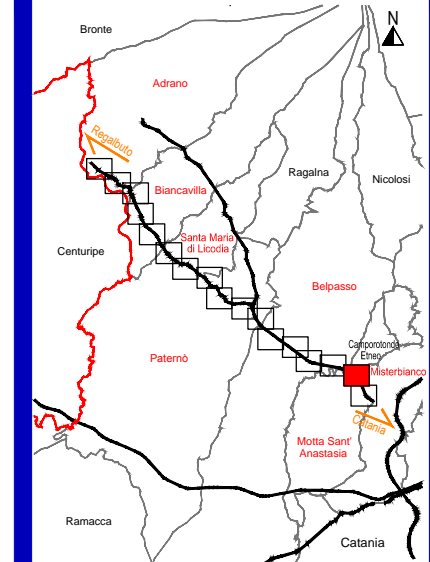 N
Bronte
Adrano
Regalbuto
Ragalna
Nicolosi
Biancavilla
Santa Maria
di Licodia
Centuripe
Belpasso
Camporotondo
Etneo
Paternò
Misterbianco
Catania
Motta Sant'
Anastasia
Ramacca
Catania